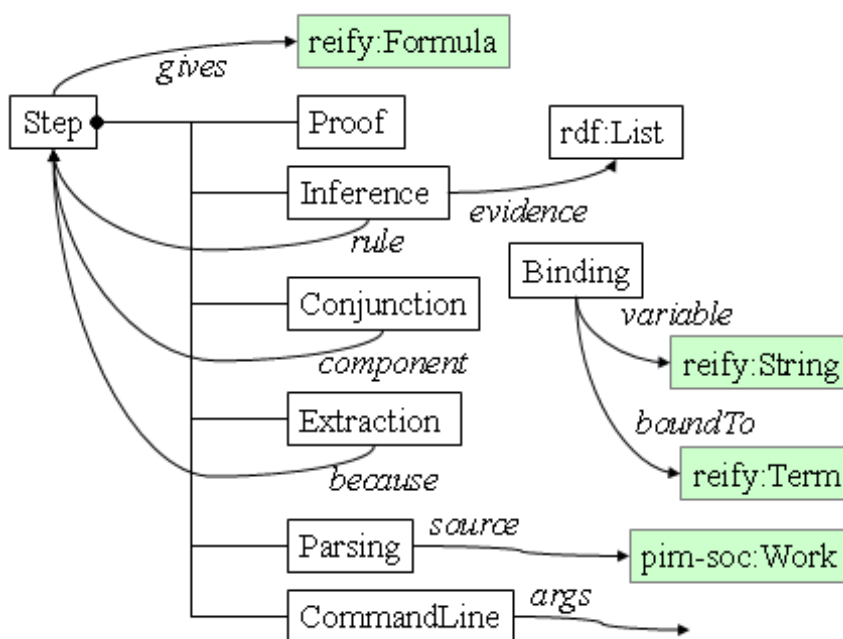 reify:Formula
gives
Step
Proof
rdf:List
Inference
evidence
rule
Binding
Conjunction
variable
component
reify:String
Extraction
boundTo
because
reify:Term
Parsing
source
pim-soc:Work
CommandLine
args